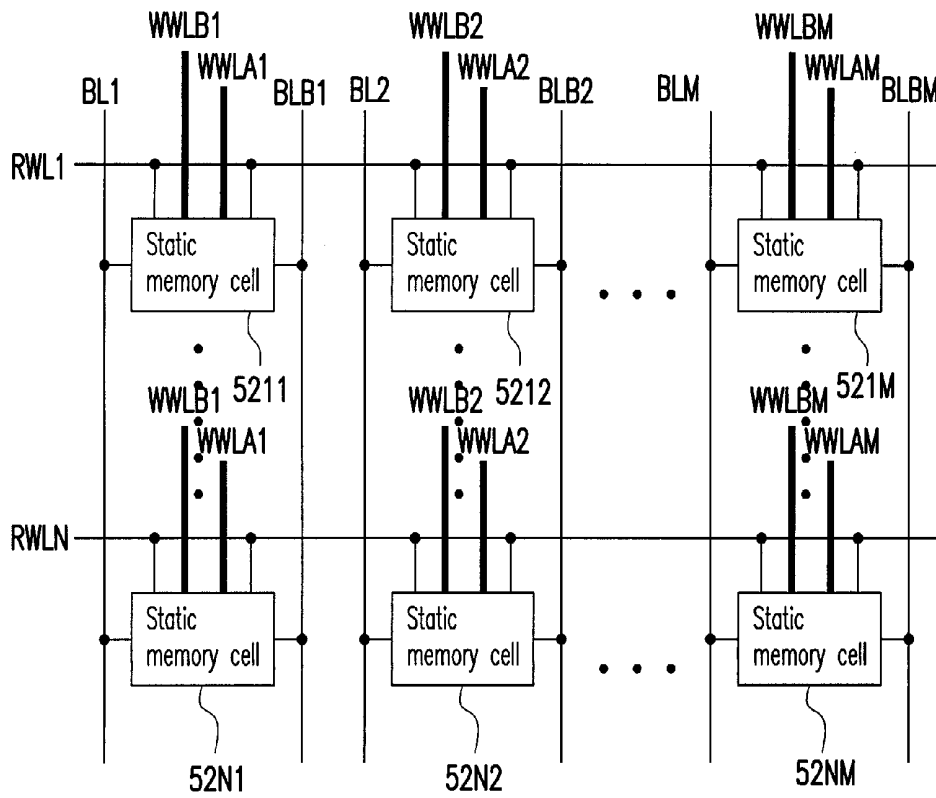 WWLB1 WWLB2 WWLBM
WWLA1 WWLA2 WWLAM
BL1 BLB1 BL2 BLB2 BLM BLBM
RWL1
Static Static Static
memory cell memory cell memory cell
5211 5212 521M
WWLB1 WWLB2 WWLBM
WWLA1 WWLA2 WWLAM
RWLN
Static Static Static
memory cell memory cell memory cell
52N1 52N2 52NM